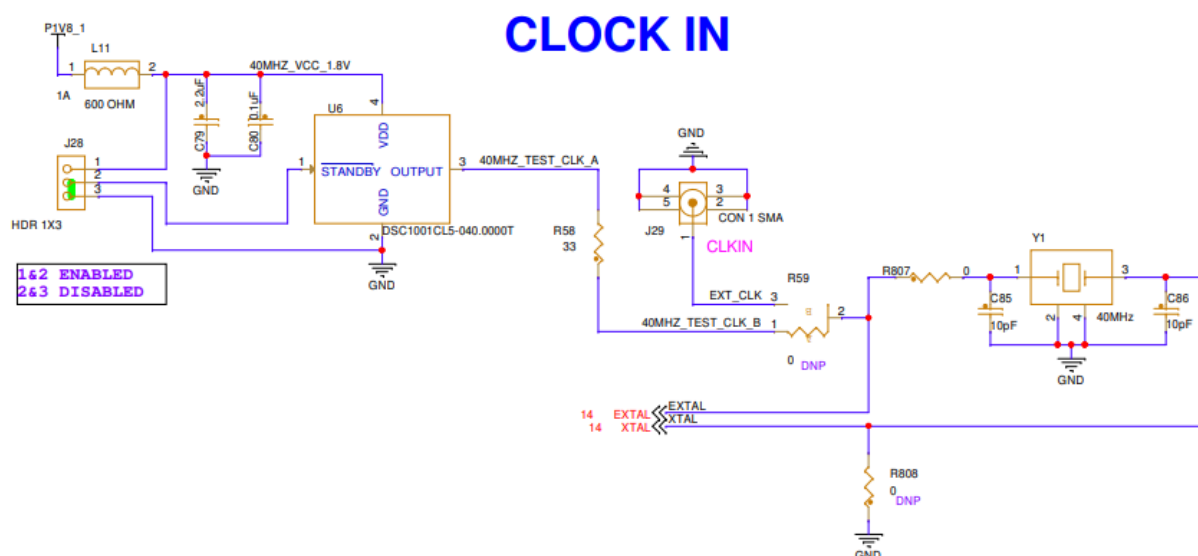 CLOCK IN
P1V8_1
L11
1
2
1A
600 OHM
40MHZ_VCC_1.8V
2.2uF
C79
0.1uF
C80
GND
J28
1
2
3
HDR 1X3
1&2 ENABLED
2&3 DISABLED
U6
4
VDD
1
STANDBY
OUTPUT
3
GND
2
DSC1001CL5-040.0000T
GND
40MHZ_TEST_CLK_A
R58
33
GND
4
5
3
2
CON 1 SMA
J29
1
CLKIN
EXT_CLK
3
R59
40MHZ_TEST_CLK_B
1
2
0
DNP
R807
0
Y1
1
3
2
4
40MHz
C85
10pF
C86
10pF
GND
14 EXTAL
EXTAL
14 XTAL
XTAL
R808
0
DNP
GND